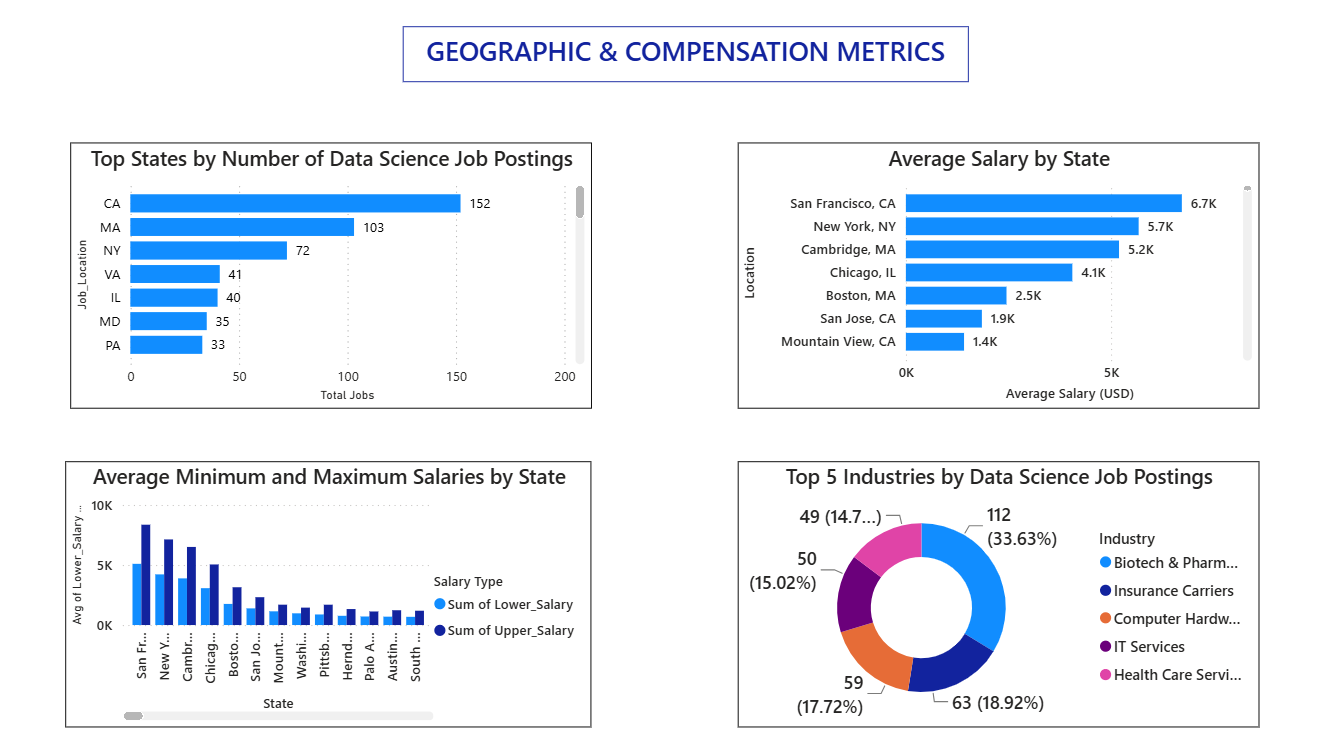 GEOGRAPHIC & COMPENSATION METRICS
Top States by Number of Data Science Job Postings
Job_Location
CA 152
MA 103
NY 72
VA 41
IL 40
MD 35
PA 33
0 50 100 150 200
Total Jobs
Average Salary by State
Location
San Francisco, CA 6.7K
New York, NY 5.7K
Cambridge, MA 5.2K
Chicago, IL 4.1K
Boston, MA 2.5K
San Jose, CA 1.9K
Mountain View, CA 1.4K
0K 5K
Average Salary (USD)
Average Minimum and Maximum Salaries by State
Avg of Lower_Salary ...
10K
5K
0K
San Fr...
New Y...
Cambr...
Chicag...
Bosto...
San Jo...
Mount...
Washi...
Pittsb...
Hernd...
Palo A...
Austin...
South ...
State
Salary Type
Sum of Lower_Salary
Sum of Upper_Salary
Top 5 Industries by Data Science Job Postings
112
(33.63%)
63 (18.92%)
59
(17.72%)
50
(15.02%)
49 (14.7...)
Industry
Biotech & Pharm...
Insurance Carriers
Computer Hardw...
IT Services
Health Care Servi...